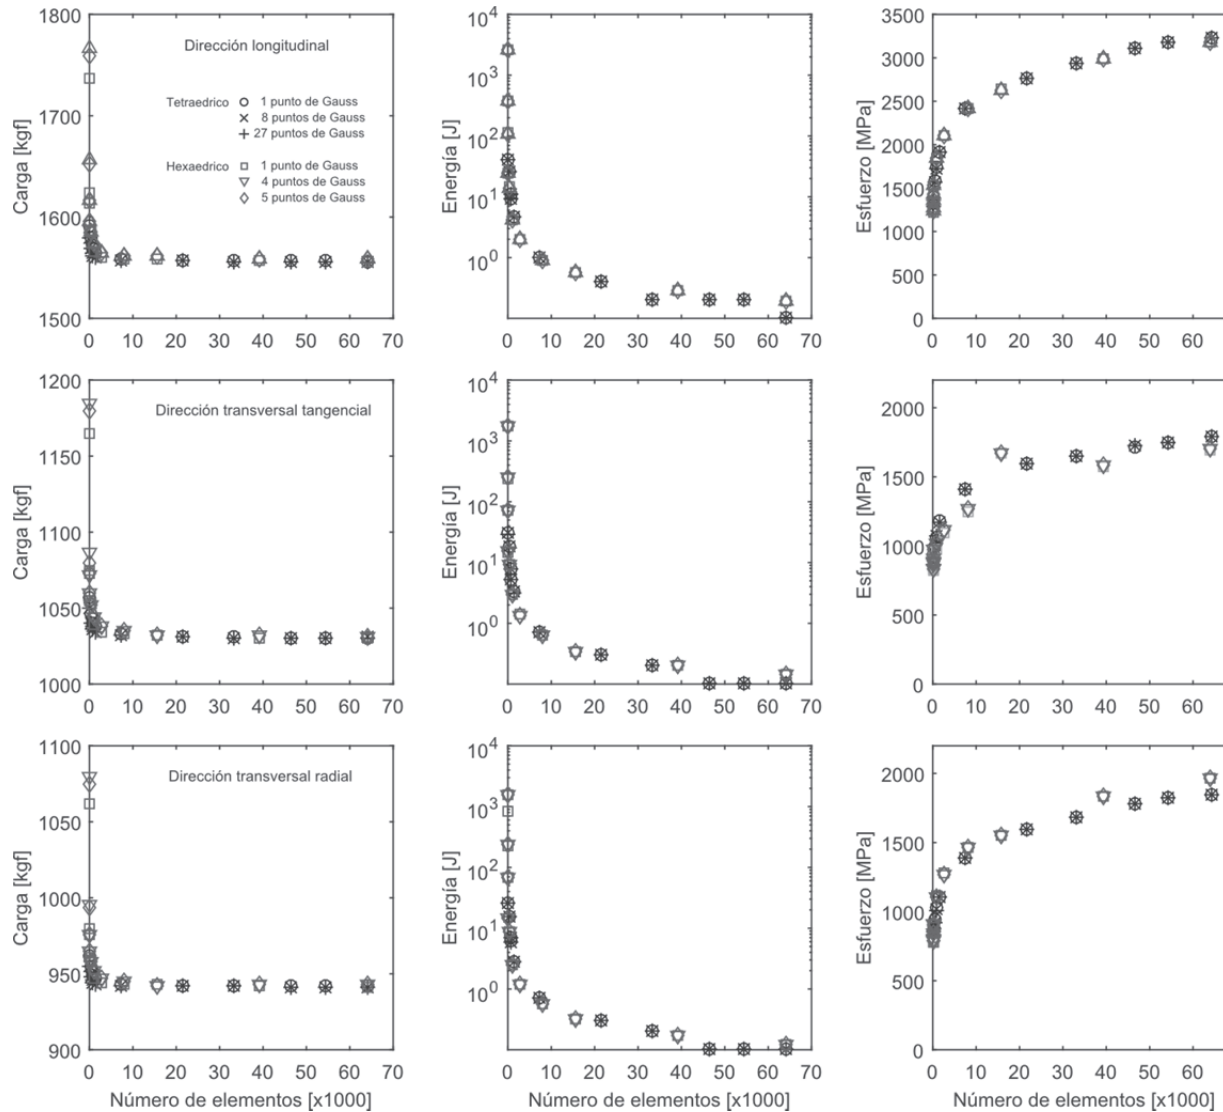 1800
1700
1600
1500
Carga [kgf]
Dirección longitudinal
Tetraedrico 1 punto de Gauss
8 puntos de Gauss
27 puntos de Gauss
Hexaedrico 1 punto de Gauss
4 puntos de Gauss
5 puntos de Gauss
0 10 20 30 40 50 60 70
10^4
10^3
10^2
10^1
10^0
Energía [J]
0 10 20 30 40 50 60 70
3500
3000
2500
2000
1500
1000
500
0
Esfuerzo [MPa]
0 10 20 30 40 50 60
1200
1150
1100
1050
1000
Carga [kgf]
Dirección transversal tangencial
0 10 20 30 40 50 60 70
10^4
10^3
10^2
10^1
10^0
Energía [J]
0 10 20 30 40 50 60 70
2000
1500
1000
500
0
Esfuerzo [MPa]
0 10 20 30 40 50 60
1100
1050
1000
950
900
Carga [kgf]
Dirección transversal radial
0 10 20 30 40 50 60 70
Número de elementos [x1000]
10^4
10^3
10^2
10^1
10^0
Energía [J]
0 10 20 30 40 50 60 70
Número de elementos [x1000]
2000
1500
1000
500
0
Esfuerzo [MPa]
0 10 20 30 40 50 60
Número de elementos [x1000]